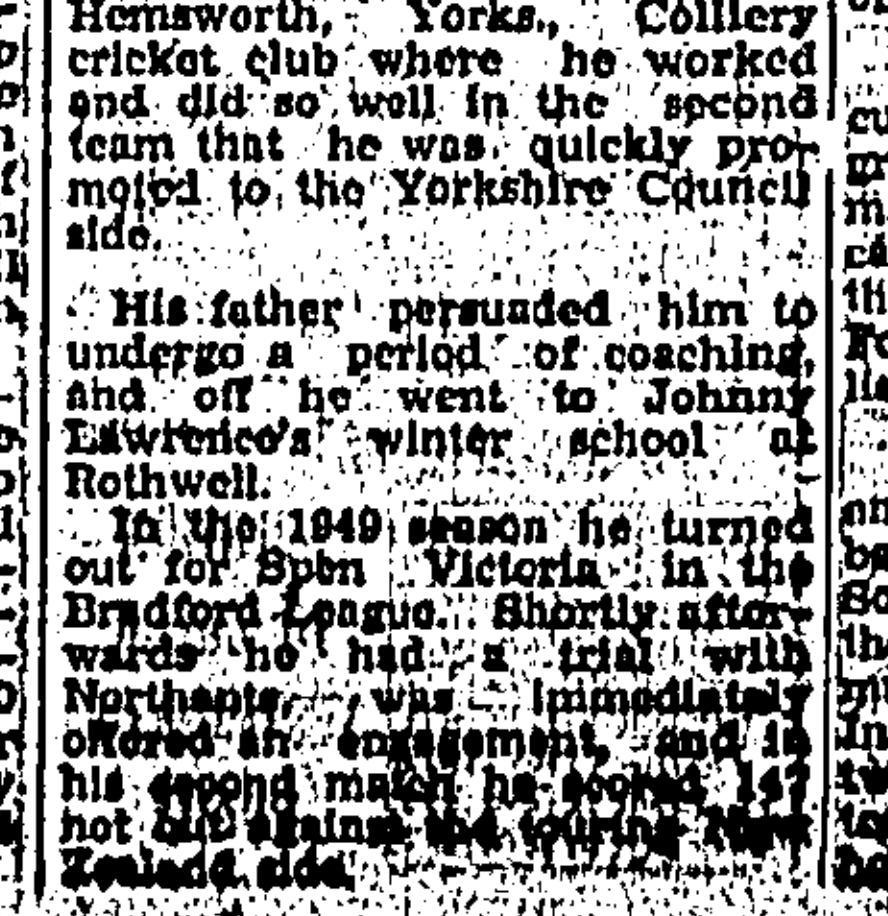 Hemsworth, Yorks., Colliery
cricket club where he worked
and did so well in the second
team that he was quickly pro-
moted to the Yorkshire Council
side.
His father persuaded him to
undergo a period of coaching,
and off he went to Johnny
Lawrence's winter school at
Rothwell.
In the 1949 season he turned
out for Spen Victoria in the
Bradford League. Shortly after-
wards he had a trial with
Northants, was immediately
offered an engagement, and in
his second match he scored 147
not out against the touring New
Zealand side.